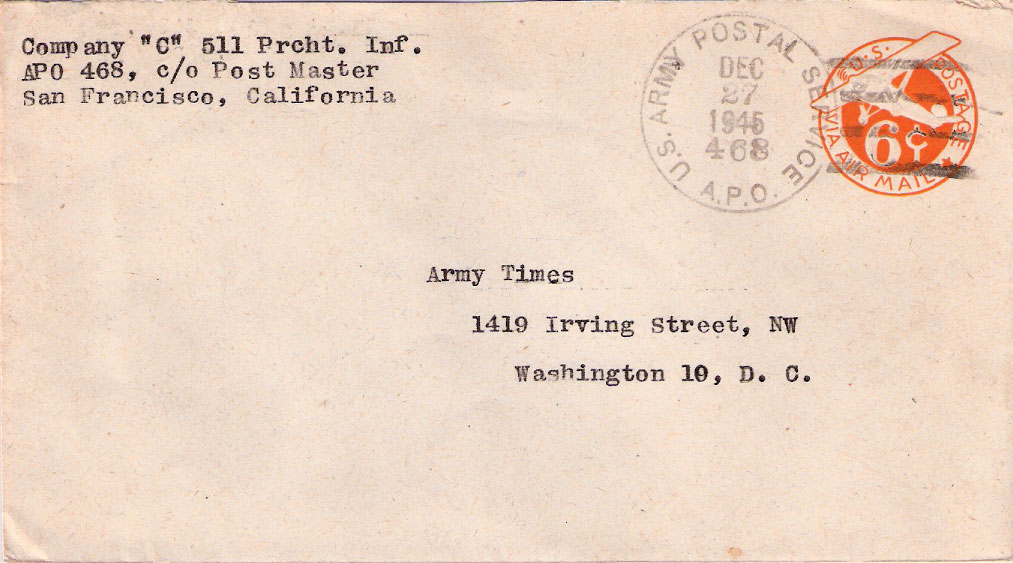 Company "C" 511 Prcht. Inf.
APO 468, c/o Post Master
San Francisco, California
U.S. ARMY POSTAL SERVICE
DEC
27
1945
468
A.P.O.
U.S. POSTAGE
6¢
VIA AIR MAIL
Army Times
1419 Irving Street, NW
Washington 10, D. C.